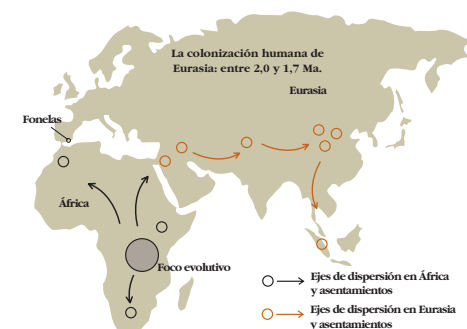 La colonización humana de
Eurasia: entre 2,0 y 1,7 Ma.
Eurasia
Fonelas
África
Foco evolutivo
Ejes de dispersión en África
y asentamientos
Ejes de dispersión en Eurasia
y asentamientos